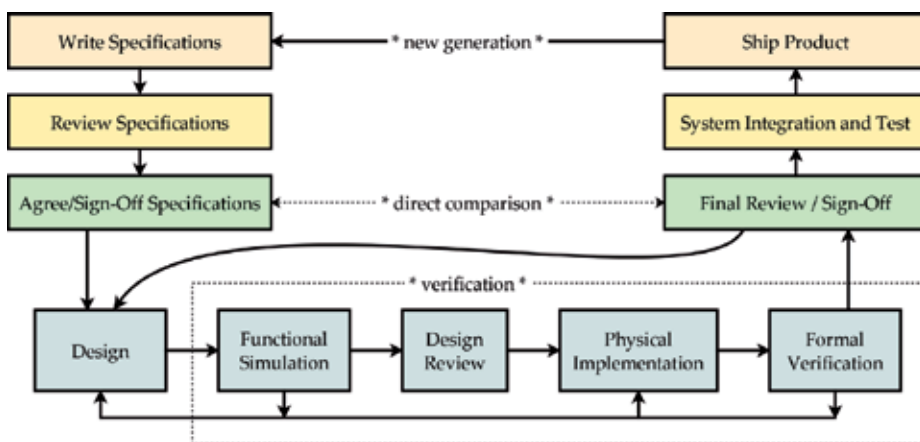 Write Specifications
* new generation *
Ship Product
Review Specifications
System Integration and Test
Agree/Sign-Off Specifications
* direct comparison *
Final Review / Sign-Off
* verification *
Design
Functional
Simulation
Design
Review
Physical
Implementation
Formal
Verification